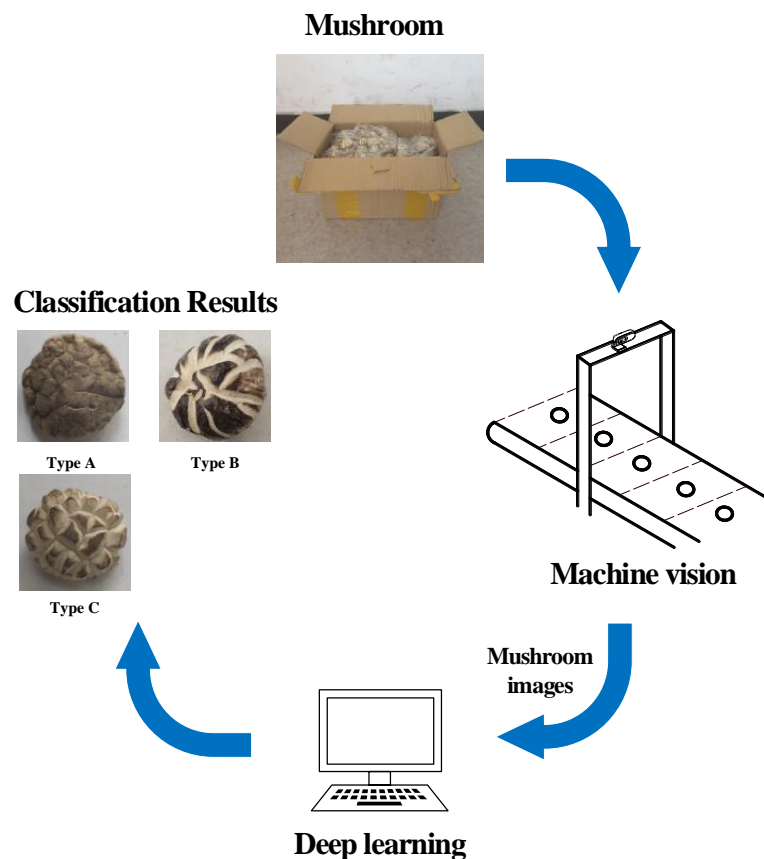 Mushroom
Classification Results
Type A
Type B
Type C
Machine vision
Mushroom
images
Deep learning